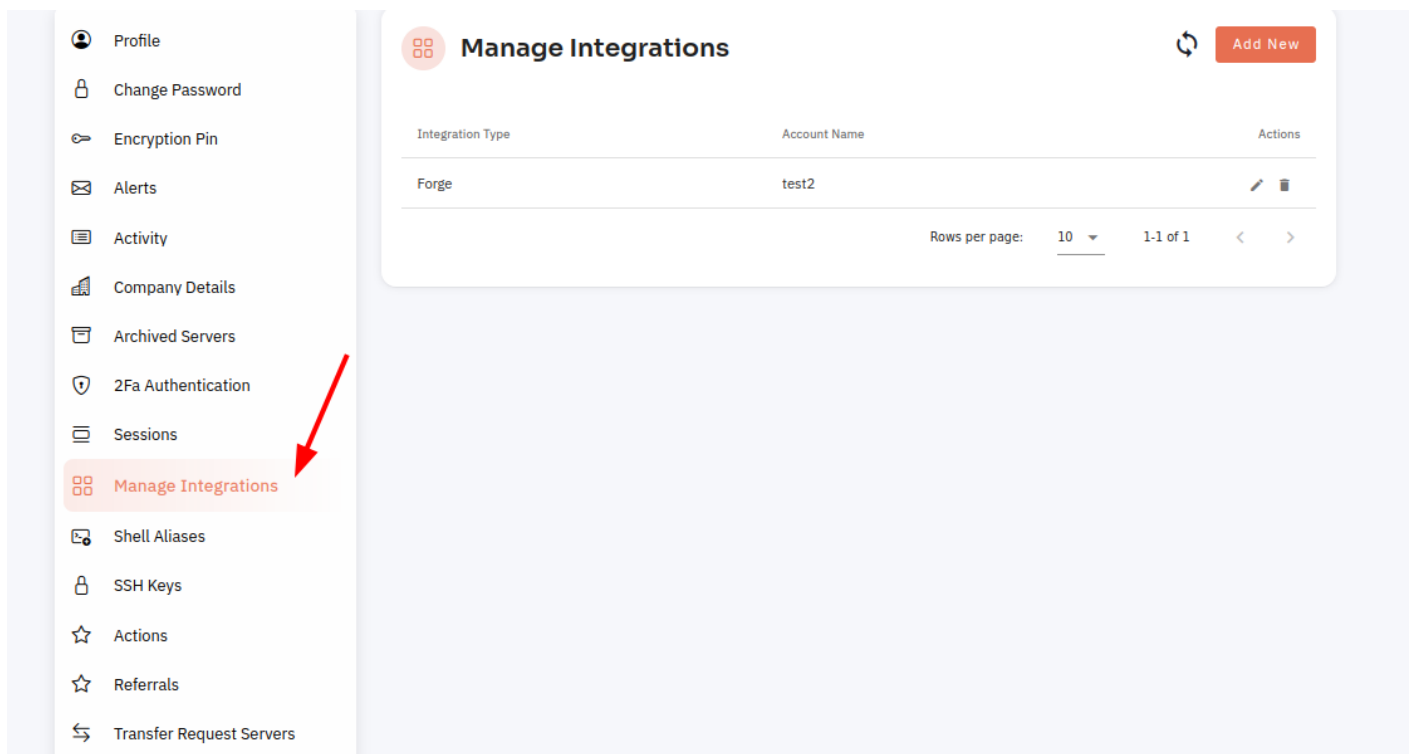 Profile
Change Password
Encryption Pin
Alerts
Activity
Company Details
Archived Servers
2Fa Authentication
Sessions
Manage Integrations
Shell Aliases
SSH Keys
Actions
Referrals
Transfer Request Servers
Manage Integrations
Add New
Integration Type Account Name Actions
Forge test2
Rows per page: 10 1-1 of 1